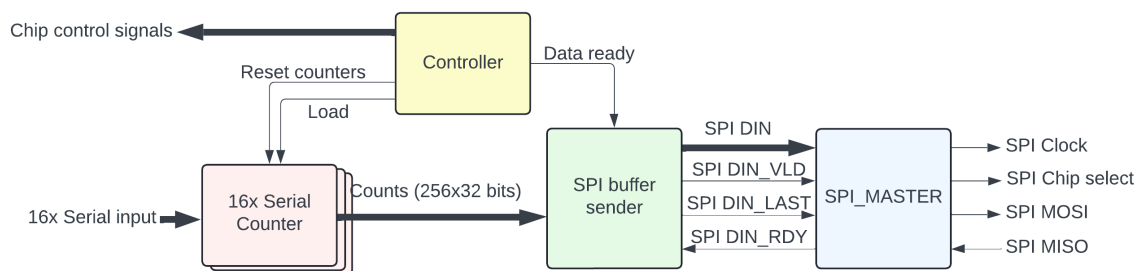 Chip control signals
Controller
Data ready
Reset counters
Load
SPI DIN
SPI Clock
Counts (256x32 bits)
SPI DIN_VLD
SPI Chip select
16x Serial
Counter
SPI buffer
sender
SPI_MASTER
16x Serial input
SPI DIN_LAST
SPI MOSI
SPI DIN_RDY
SPI MISO